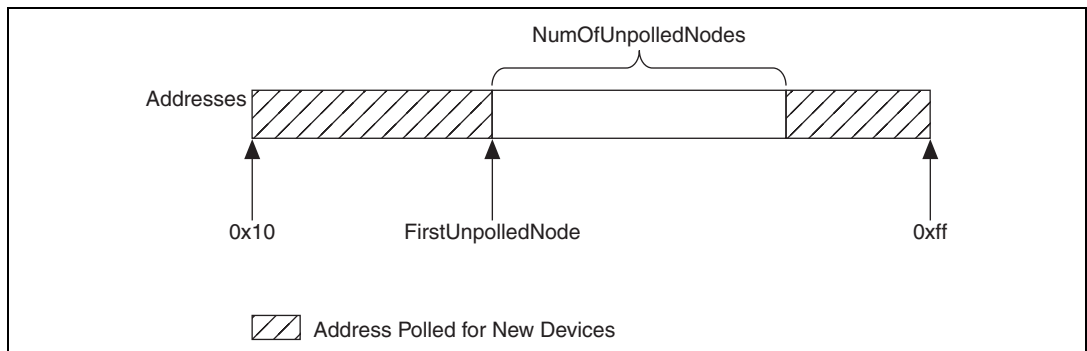 NumOfUnpolledNodes
Addresses
0x10
FirstUnpolledNode
0xff
Address Polled for New Devices